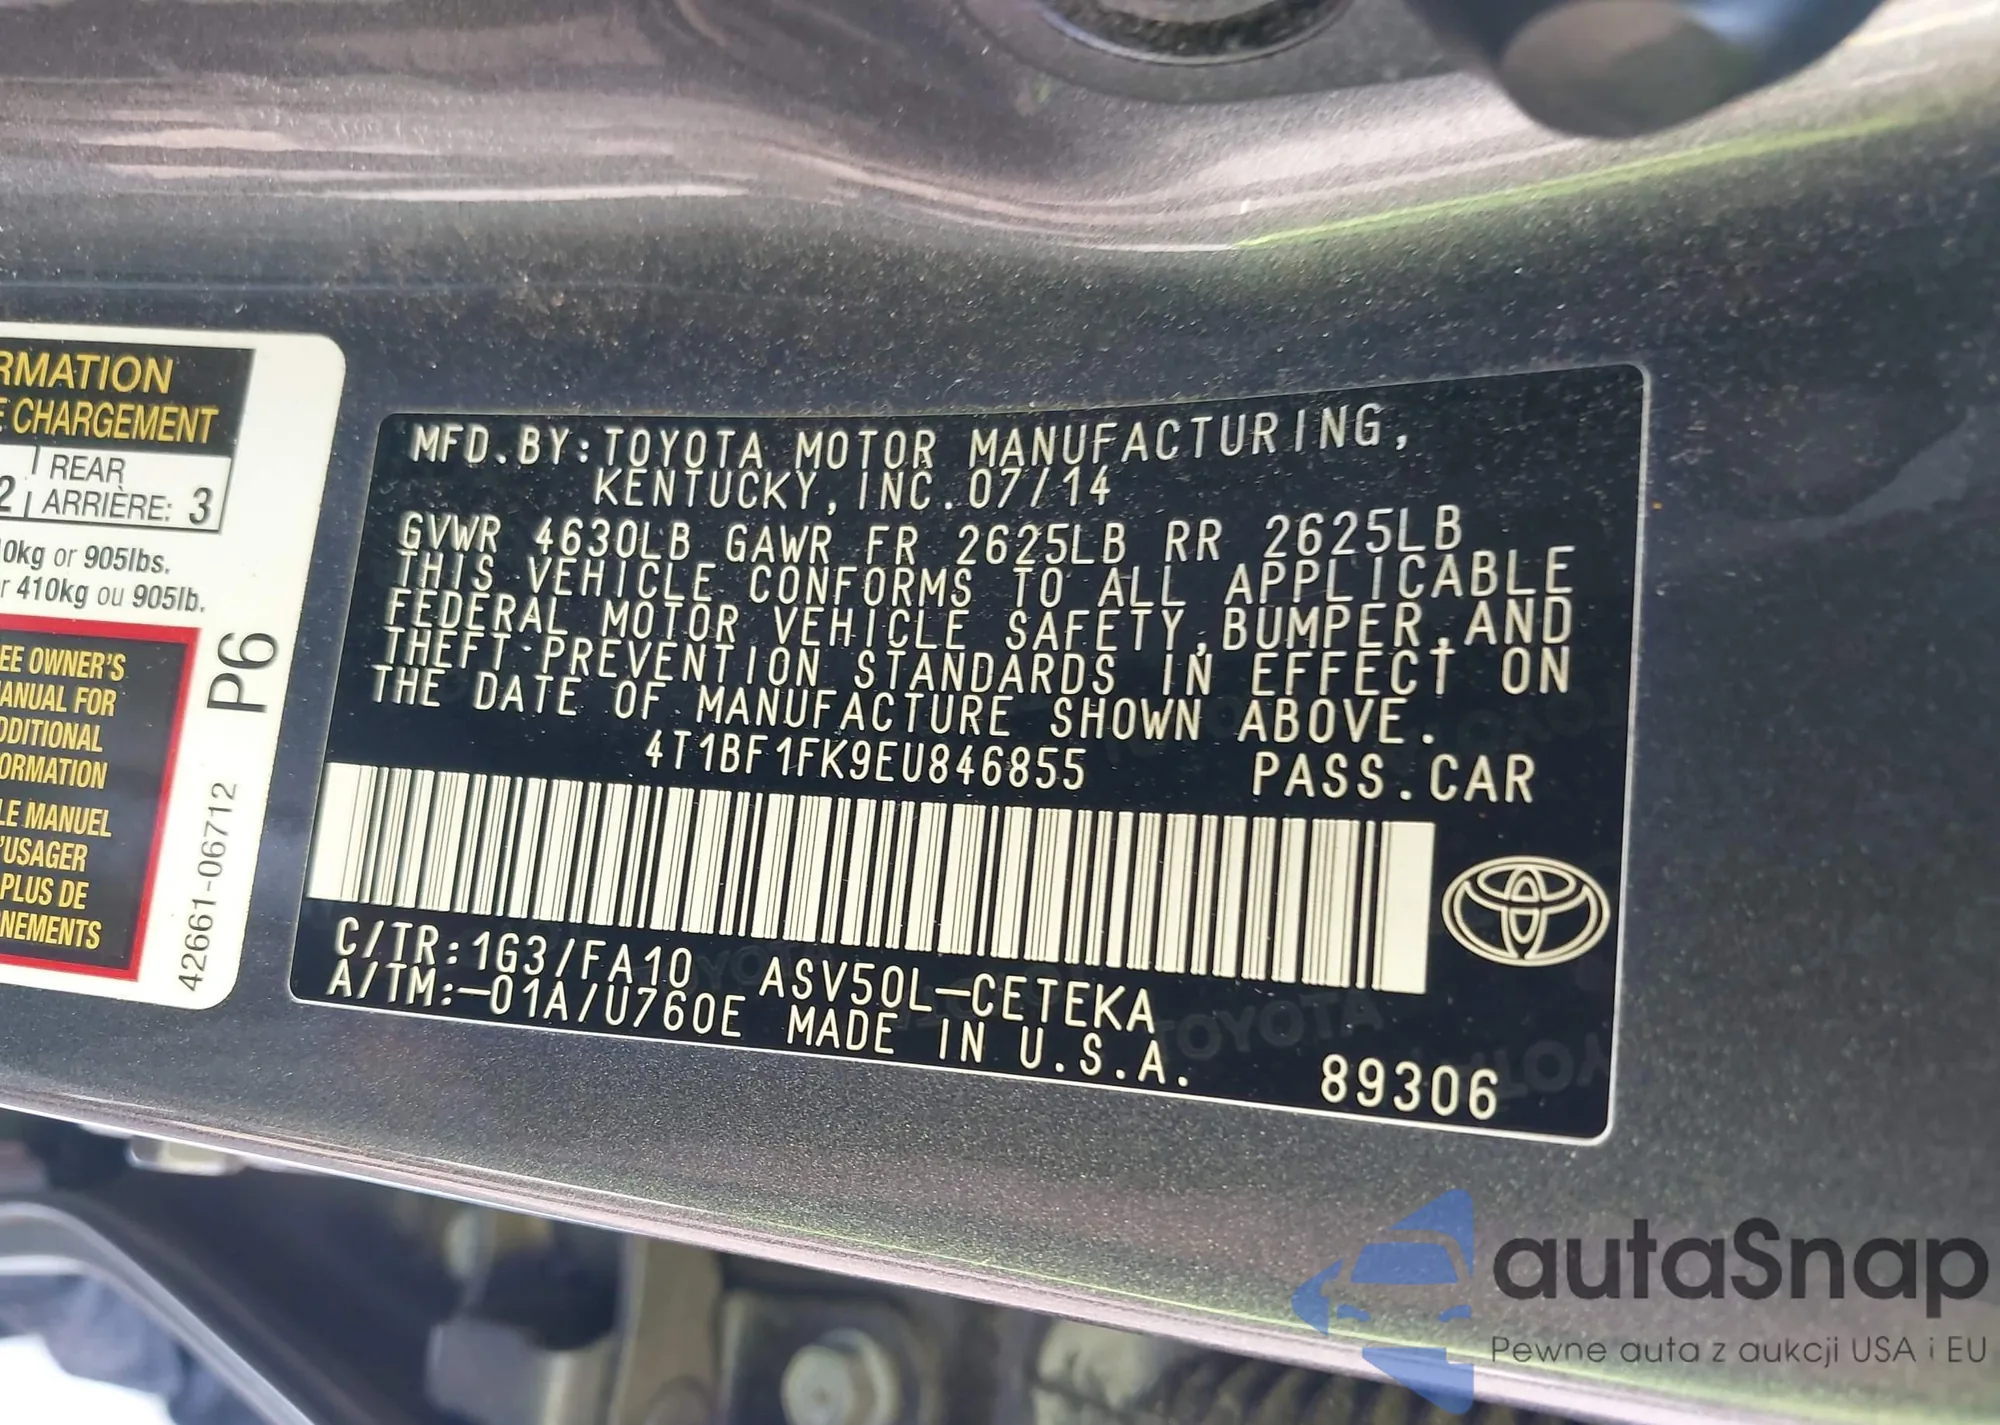 RMATION
E CHARGEMENT
2 | REAR
ARRIÈRE: 3
0kg or 905lbs.
r 410kg ou 905lb.
EE OWNER'S
ANUAL FOR
DDITIONAL
ORMATION
LE MANUEL
'USAGER
PLUS DE
NEMENTS
P6
42661-06712
MFD.BY:TOYOTA MOTOR MANUFACTURING,
KENTUCKY,INC.07/14
GVWR 4630LB GAWR FR 2625LB RR 2625LB
THIS VEHICLE CONFORMS TO ALL APPLICABLE
FEDERAL MOTOR VEHICLE SAFETY,BUMPER,AND
THEFT PREVENTION STANDARDS IN EFFECT ON
THE DATE OF MANUFACTURE SHOWN ABOVE.
4T1BF1FK9EU846855 PASS.CAR
C/TR:1G3/FA10 ASV50L-CETEKA
A/TM:-01A/U760E MADE IN U.S.A.
89306
TOYOTA
autaSnap
Pewne auta z aukcji USA i EU